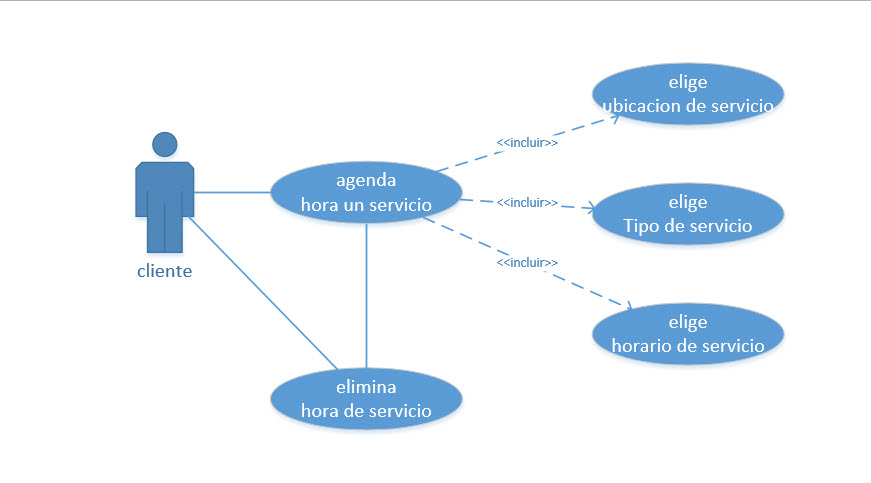 elige
ubicacion de servicio
<<incluir>>
agenda
hora un servicio
<<incluir>>
elige
Tipo de servicio
<<incluir>>
cliente
elige
horario de servicio
elimina
hora de servicio